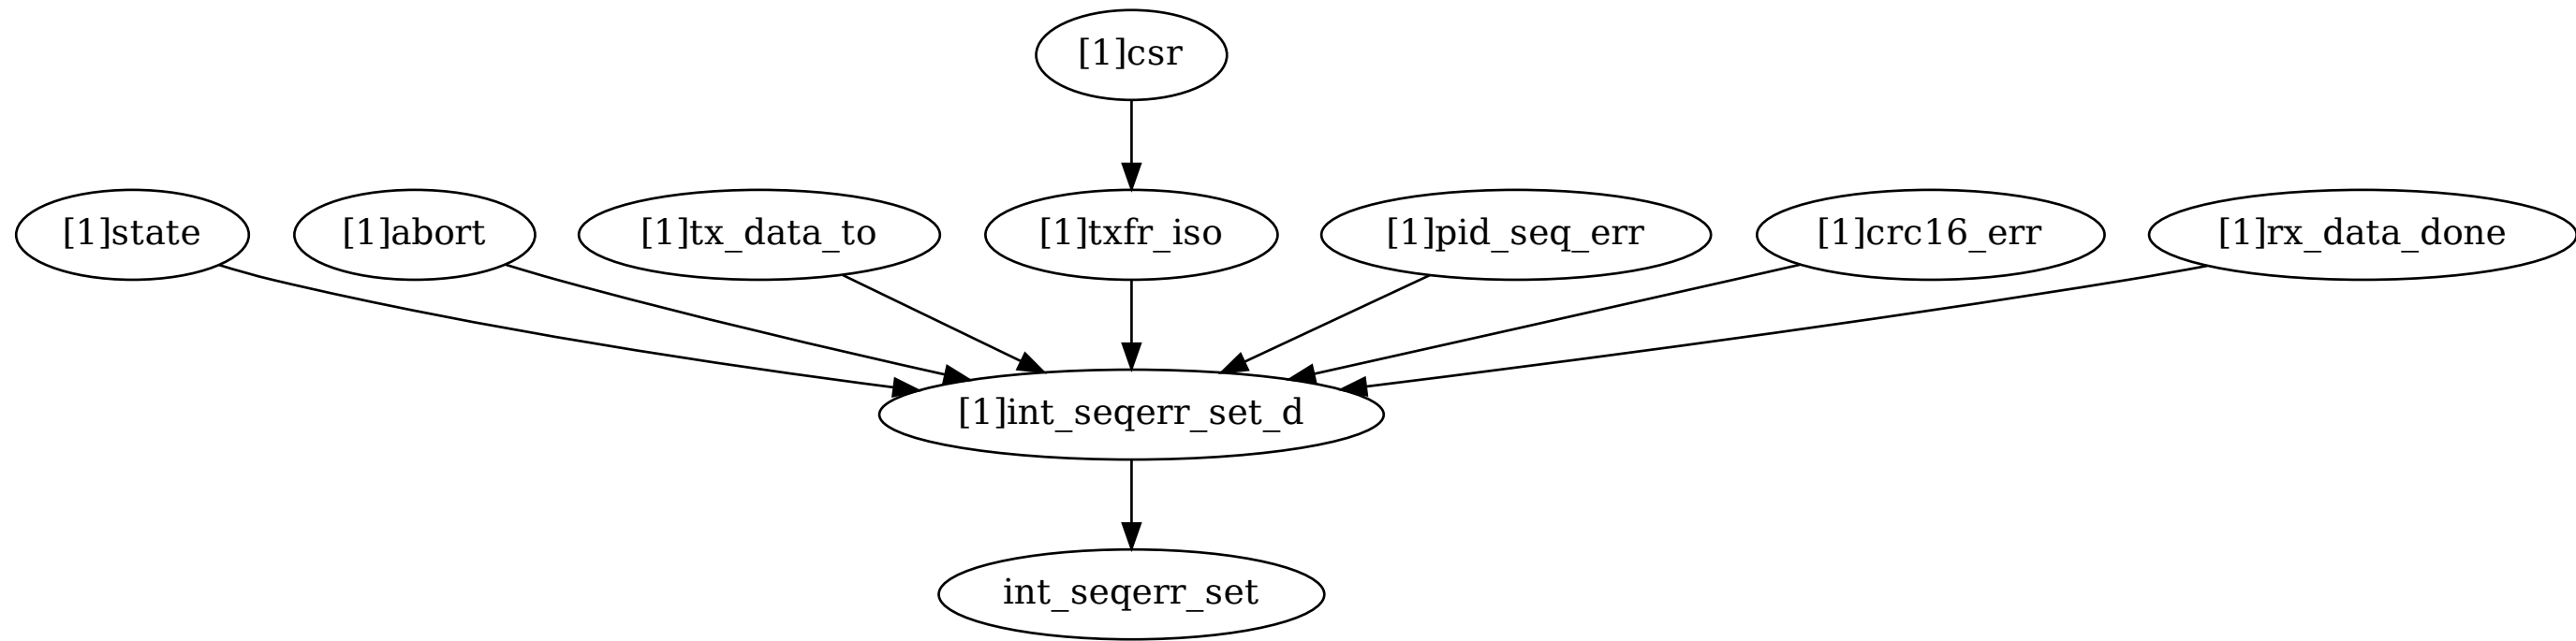 [1]csr
[1]state
[1]abort
[1]tx_data_to
[1]txfr_iso
[1]pid_seq_err
[1]crc16_err
[1]rx_data_done
[1]int_seqerr_set_d
int_seqerr_set